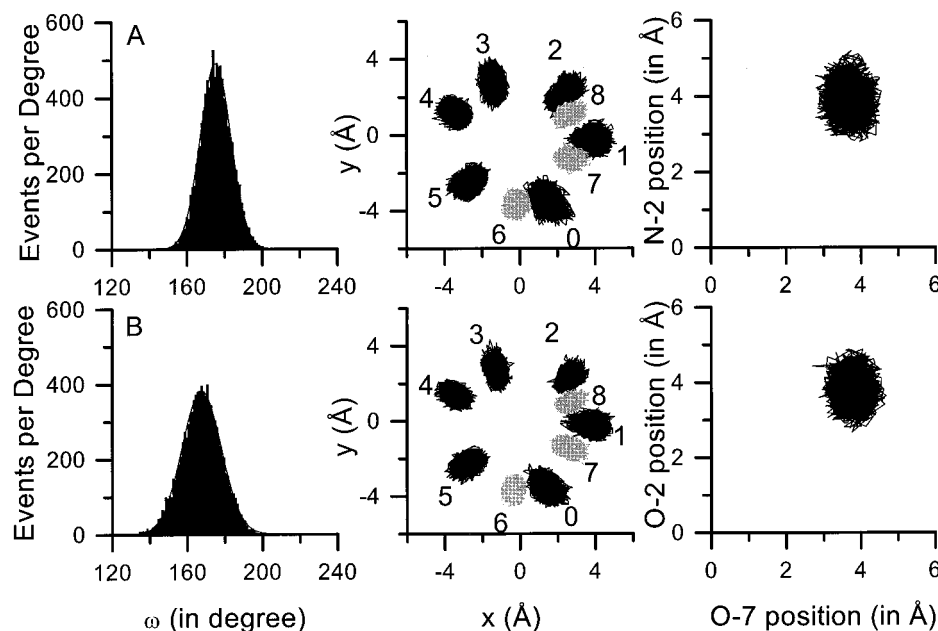 A
600
400
200
0
Events per Degree
120 160 200 240
3 2
4 8
1
5 7
6 0
4
0
-4
y (Å)
-4 0 4
6
4
2
0
N-2 position (in Å)
0 2 4 6
B
600
400
200
0
Events per Degree
120 160 200 240
ω (in degree)
3 2
4 8
1
5 7
6 0
4
0
-4
y (Å)
-4 0 4
x (Å)
6
4
2
0
O-2 position (in Å)
0 2 4 6
O-7 position (in Å)